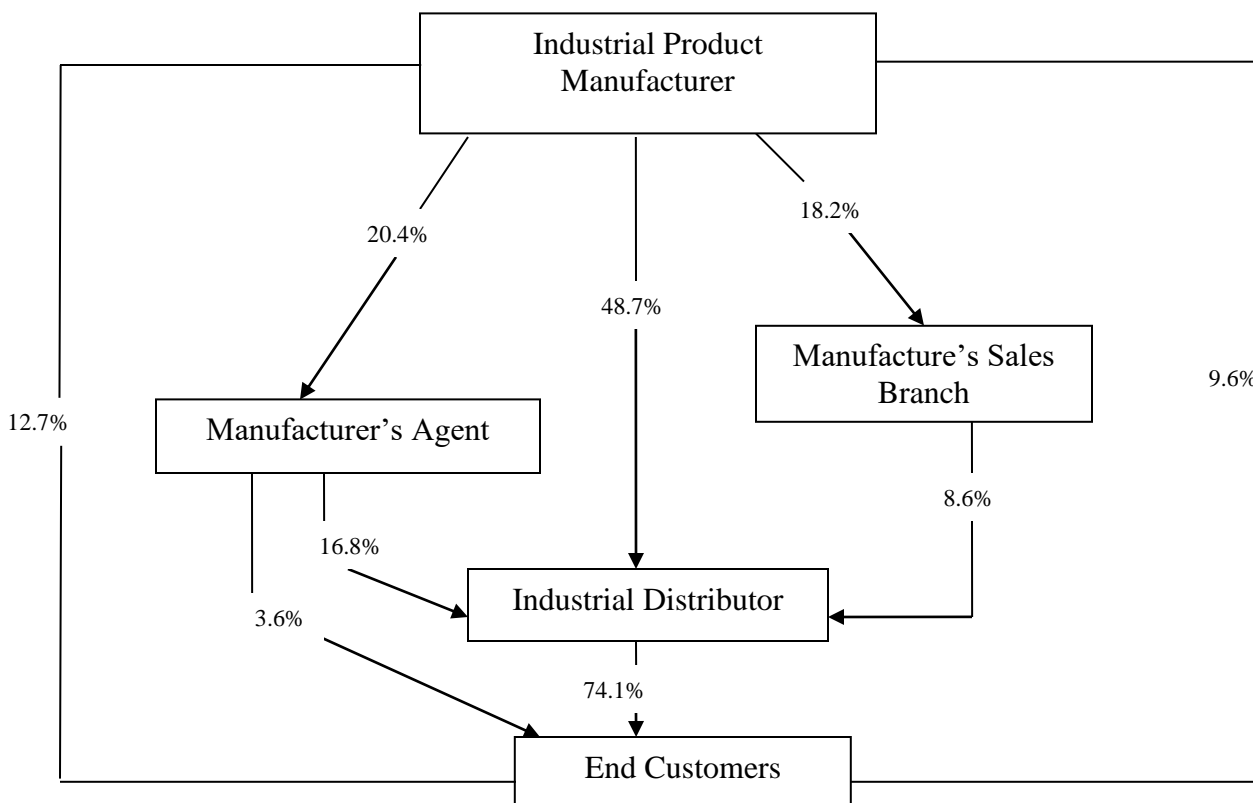 Industrial Product
Manufacturer
18.2%
20.4%
48.7%
Manufacture's Sales
Branch
9.6%
12.7%
Manufacturer's Agent
8.6%
16.8%
Industrial Distributor
3.6%
74.1%
End Customers